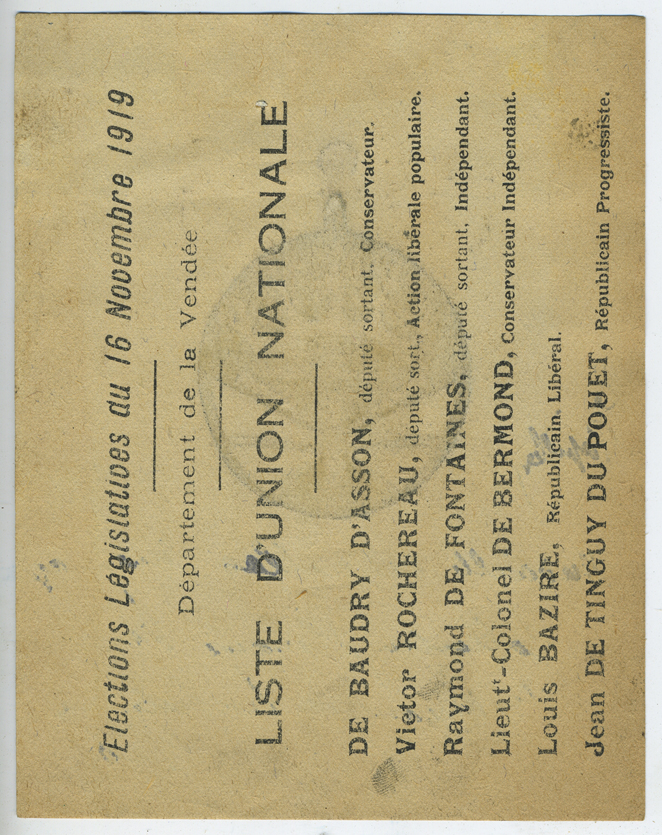 Elections Législatives du 16 Novembre 1919
Département de la Vendée
LISTE D'UNION NATIONALE
DE BAUDRY D'ASSON, député sortant. Conservateur.
Victor ROCHEREAU, député sort., Action libérale populaire.
Raymond DE FONTAINES, député sortant, Indépendant.
Lieut^t-Colonel DE BERMOND, Conservateur Indépendant.
Louis BAZIRE, Républicain Libéral.
Jean DE TINGUY DU POUET, Républicain Progressiste.